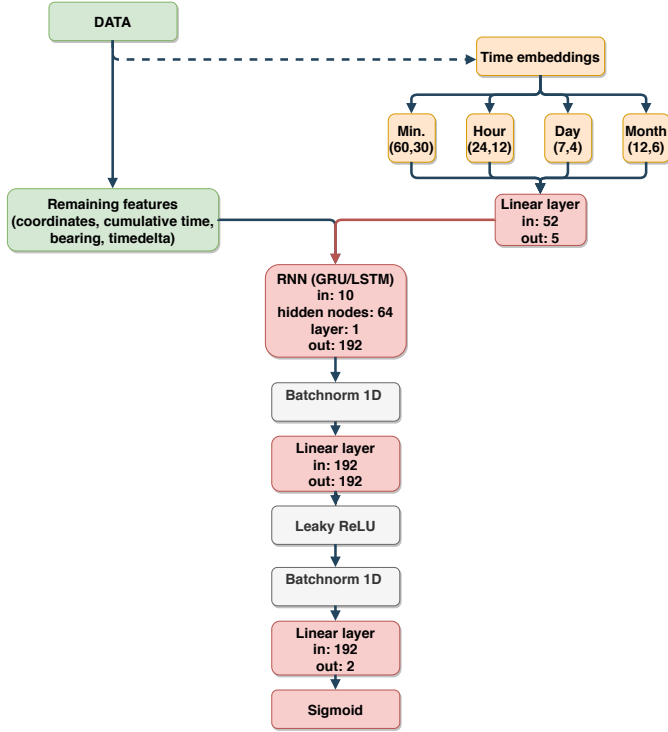 DATA
Time embeddings
Min.
(60,30)
Hour
(24,12)
Day
(7,4)
Month
(12,6)
Remaining features
(coordinates, cumulative time,
bearing, timedelta)
Linear layer
in: 52
out: 5
RNN (GRU/LSTM)
in: 10
hidden nodes: 64
layer: 1
out: 192
Batchnorm 1D
Linear layer
in: 192
out: 192
Leaky ReLU
Batchnorm 1D
Linear layer
in: 192
out: 2
Sigmoid